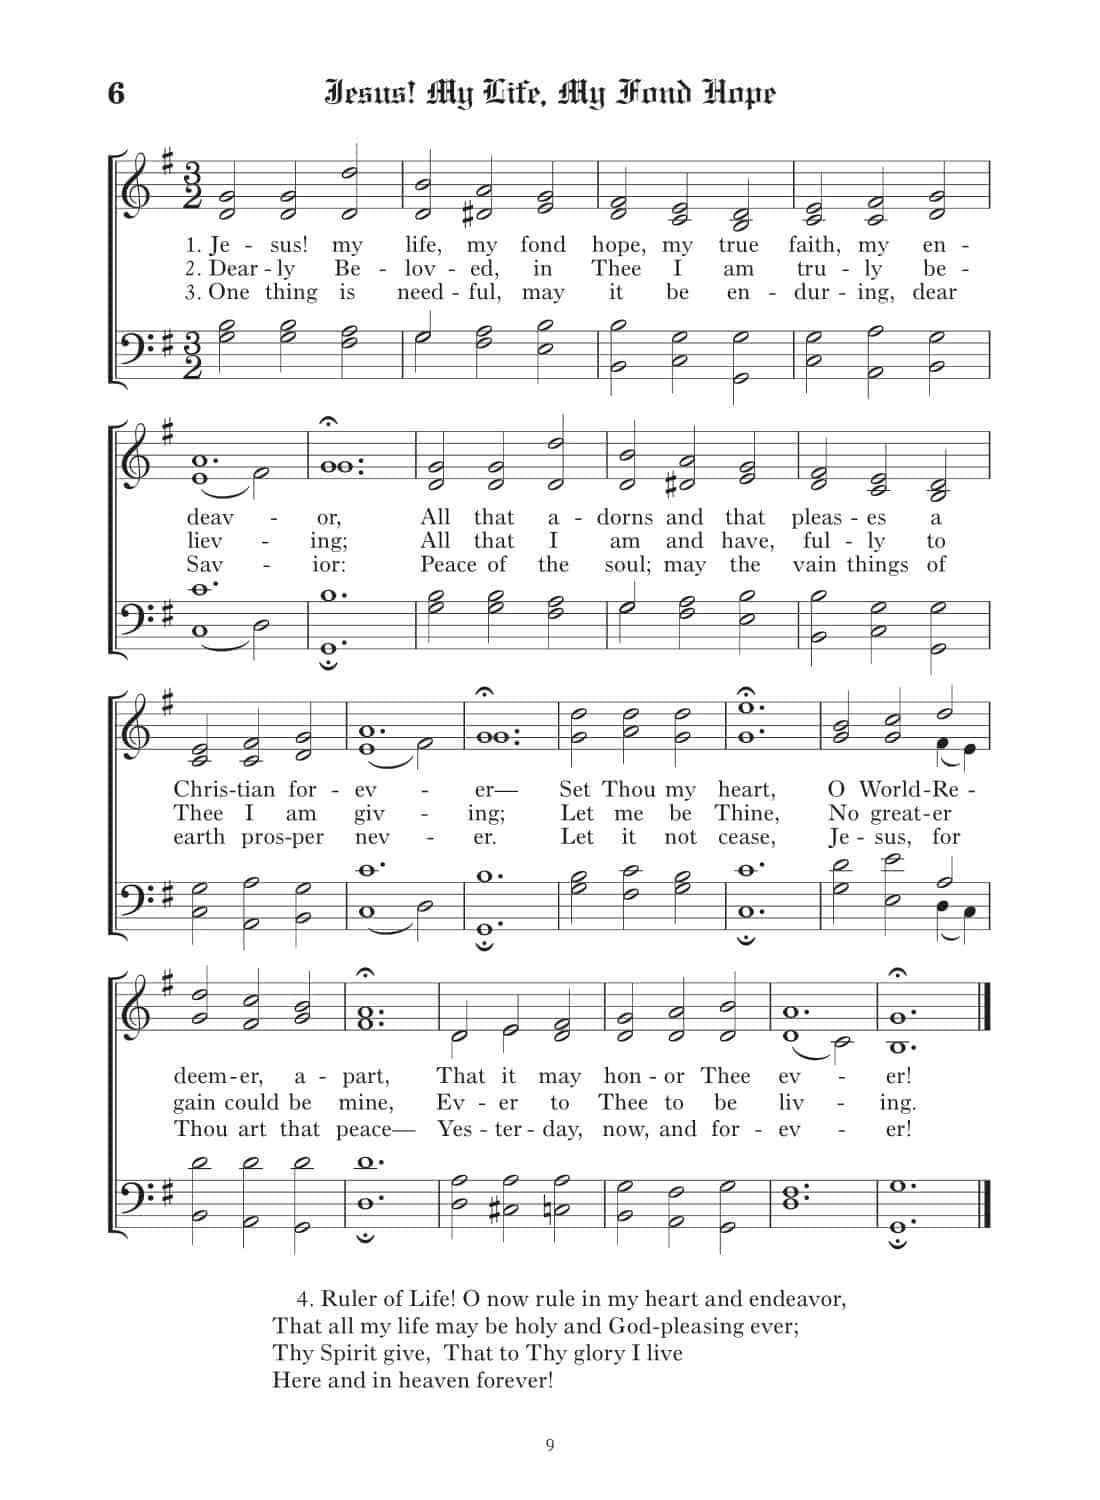 6 Jesus! My Life, My Fond Hope
1. Je - sus! my life, my fond hope, my true faith, my en -
2. Dear - ly Be - lov - ed, in Thee I am tru - ly be -
3. One thing is need - ful, may it be en - dur - ing, dear
deav - or, All that a - dorns and that pleas - es a
liev - ing; All that I am and have, ful - ly to
Sav - ior: Peace of the soul; may the vain things of
Chris-tian for - ev - er— Set Thou my heart, O World-Re -
Thee I am giv - ing; Let me be Thine, No great-er
earth pros-per nev - er. Let it not cease, Je - sus, for
deem-er, a - part, That it may hon - or Thee ev - er!
gain could be mine, Ev - er to Thee to be liv - ing.
Thou art that peace— Yes - ter - day, now, and for - ev - er!
4. Ruler of Life! O now rule in my heart and endeavor,
That all my life may be holy and God-pleasing ever;
Thy Spirit give, That to Thy glory I live
Here and in heaven forever!
9